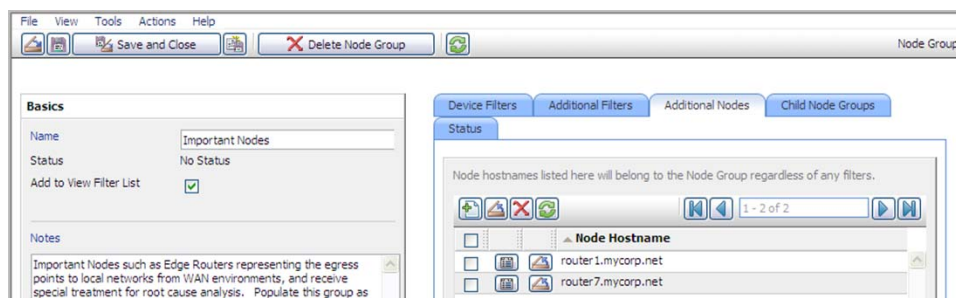 File View Tools Actions Help
Save and Close Delete Node Group Node Group
Basics
Name Important Nodes
Status No Status
Add to View Filter List
Notes
Important Nodes such as Edge Routers representing the egress
points to local networks from WAN environments, and receive
special treatment for root cause analysis. Populate this group as
Device Filters Additional Filters Additional Nodes Child Node Groups
Status
Node hostnames listed here will belong to the Node Group regardless of any filters.
1 - 2 of 2
Node Hostname
router1.mycorp.net
router7.mycorp.net